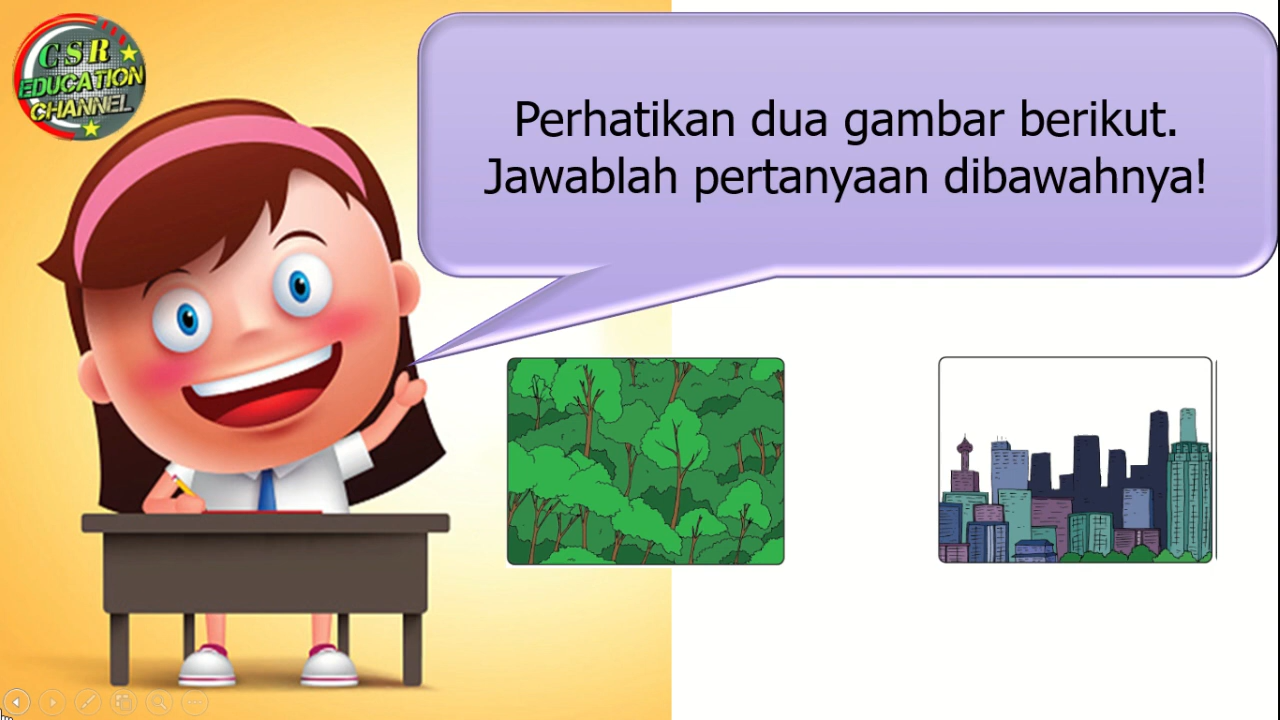 CSR
EDUCATION
CHANNEL
Perhatikan dua gambar berikut.
Jawablah pertanyaan dibawahnya!